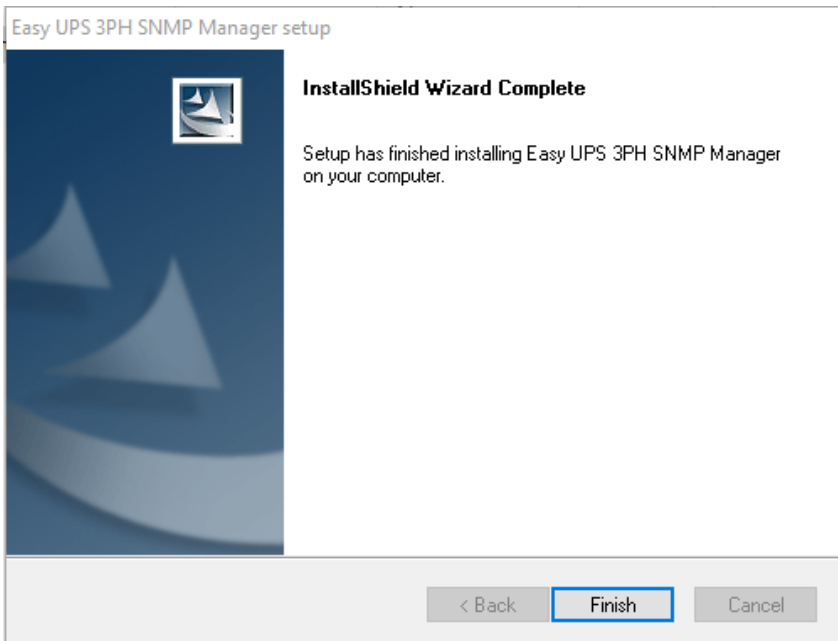 Easy UPS 3PH SNMP Manager setup
InstallShield Wizard Complete
Setup has finished installing Easy UPS 3PH SNMP Manager
on your computer.
< Back
Finish
Cancel